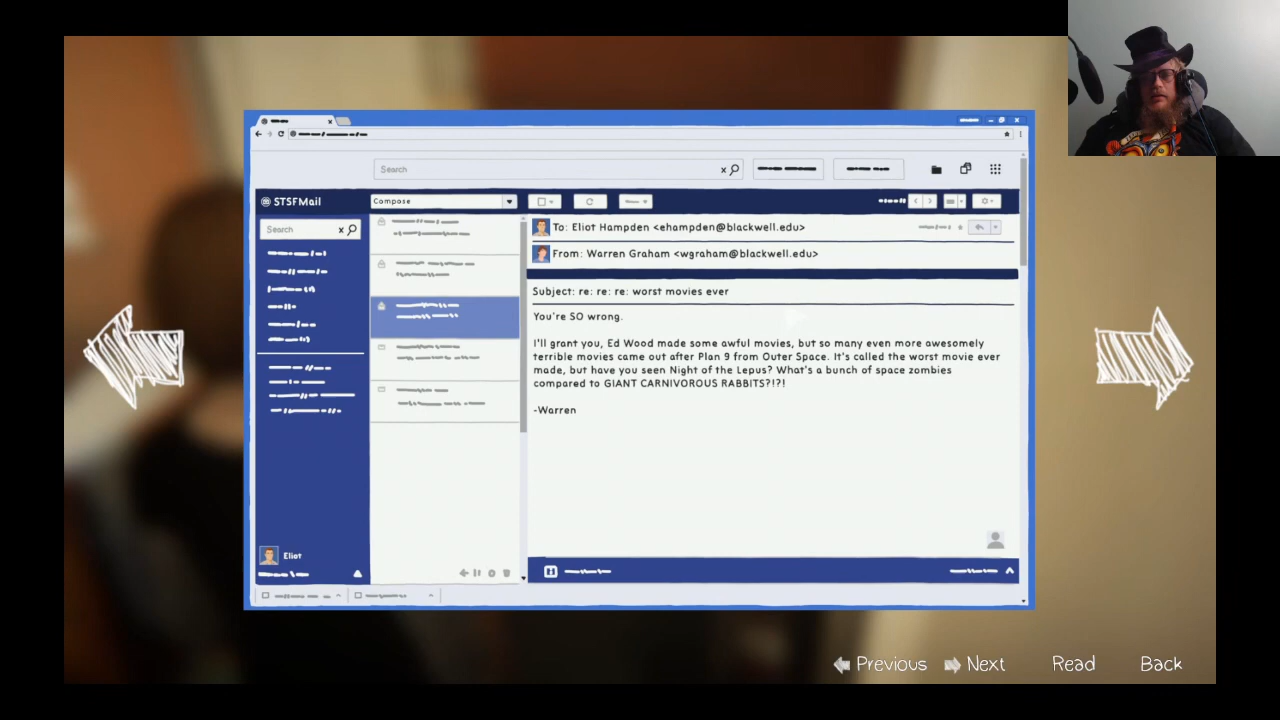 Search
x
STSFMail
Compose
Search
x
To: Eliot Hampden <ehampden@blackwell.edu>
From: Warren Graham <wgraham@blackwell.edu>
Subject: re: re: re: worst movies ever
You're SO wrong.
I'll grant you, Ed Wood made some awful movies, but so many even more awesomely
terrible movies came out after Plan 9 from Outer Space. It's called the worst movie ever
made, but have you seen Night of the Lepus? What's a bunch of space zombies
compared to GIANT CARNIVOROUS RABBITS?!?!
-Warren
Eliot
Previous
Next
Read
Back